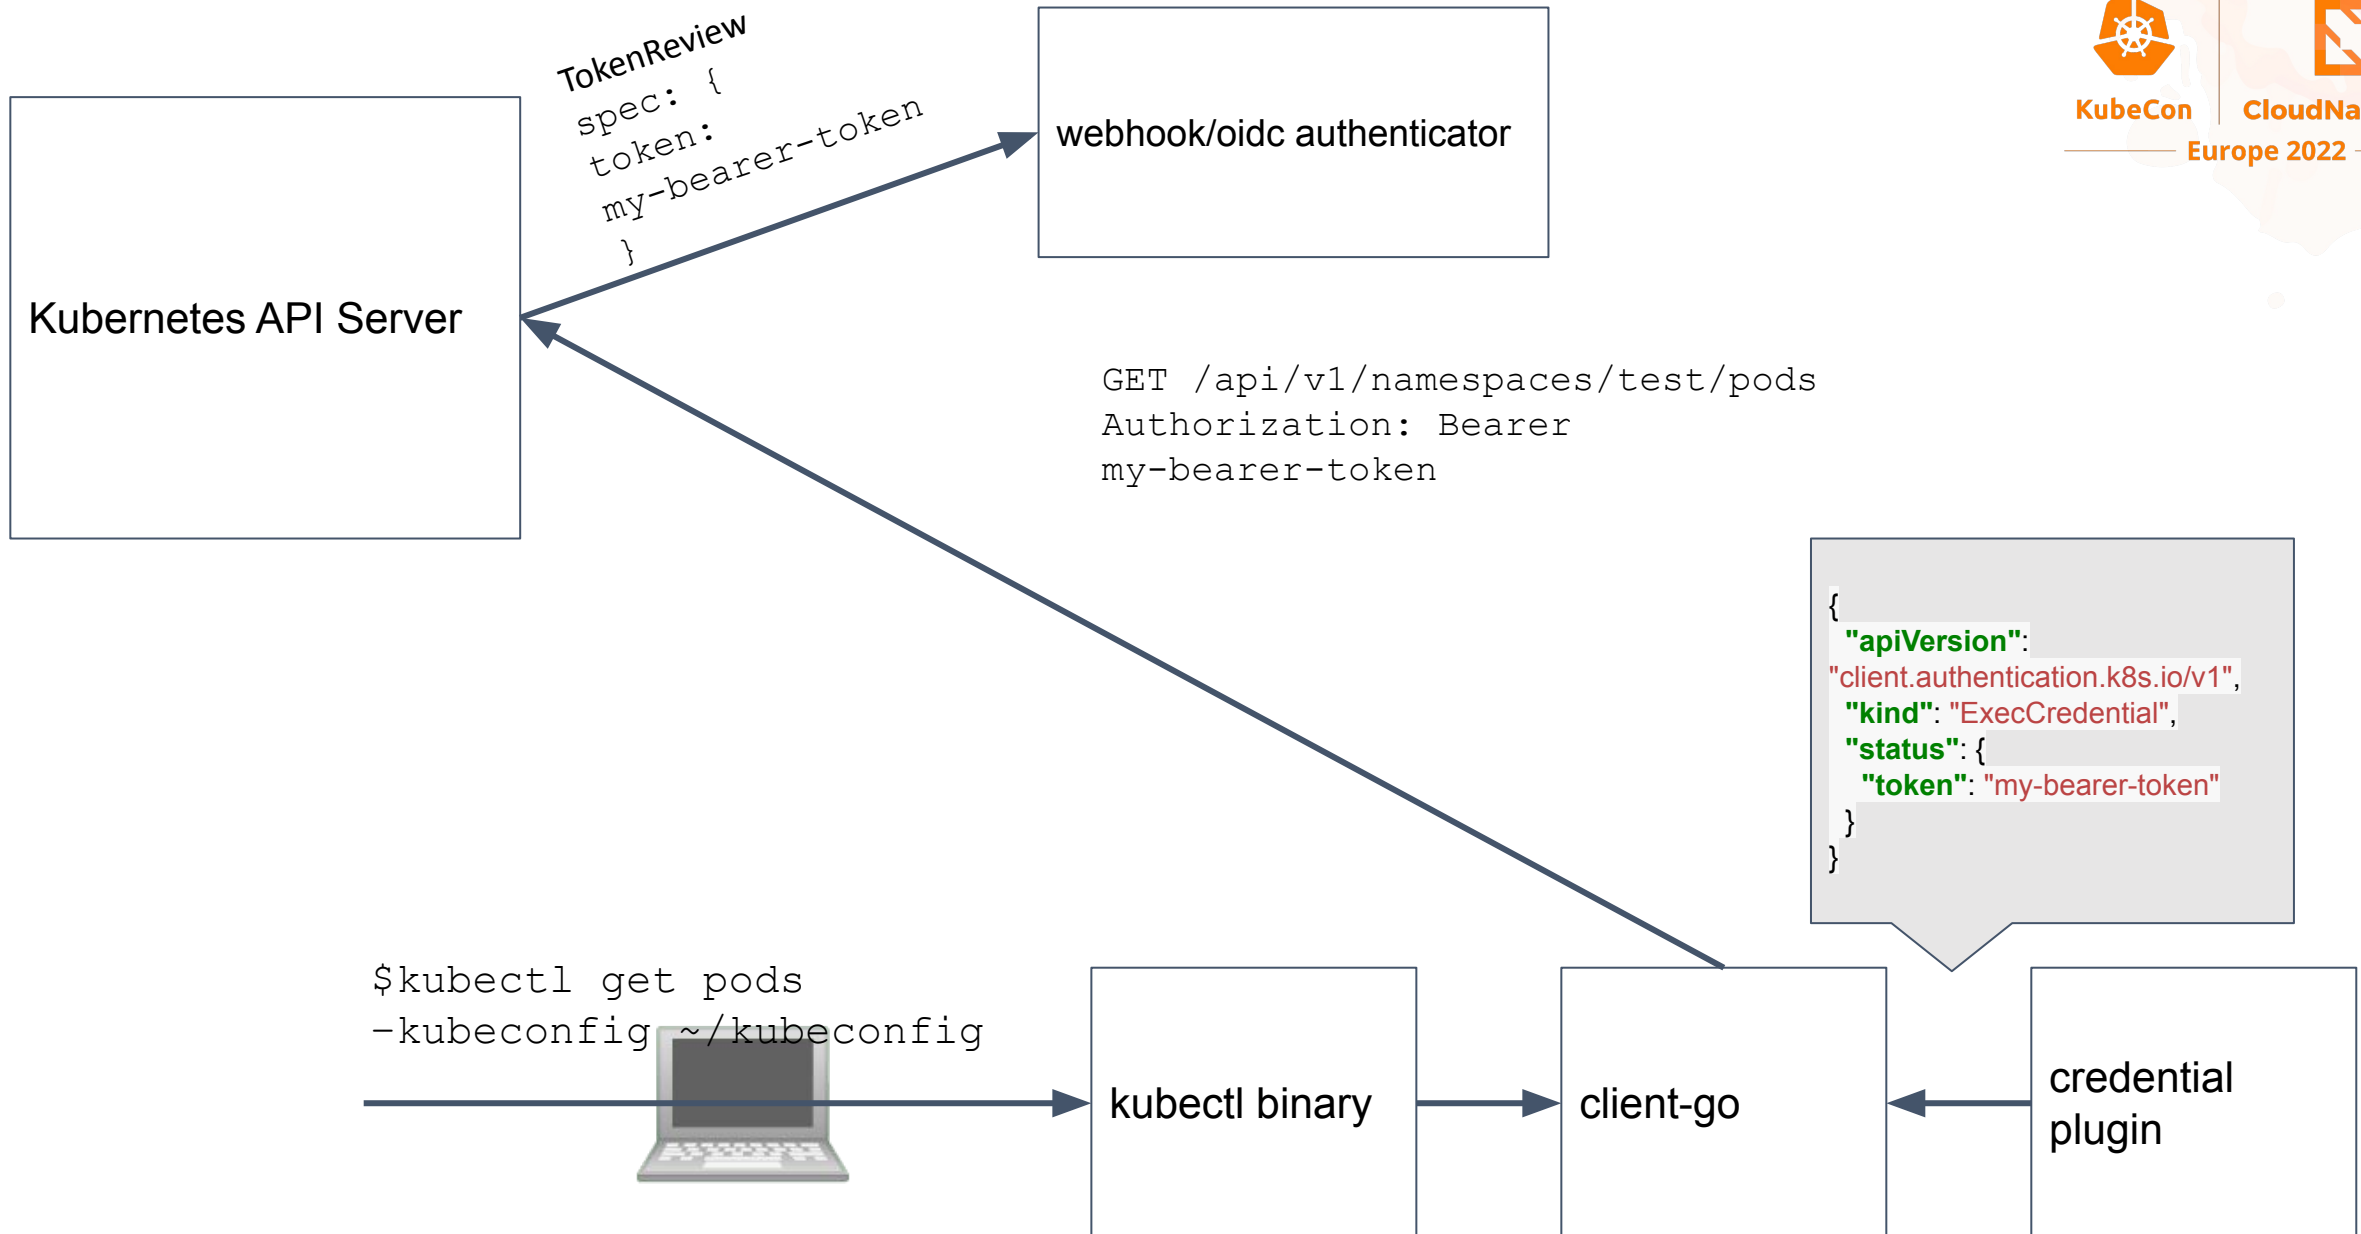 TokenReview
spec: {
token:
my-bearer-token
}
webhook/oidc authenticator
KubeCon
CloudNa
Europe 2022
Kubernetes API Server
GET /api/v1/namespaces/test/pods
Authorization: Bearer
my-bearer-token
{
"apiVersion":
"client.authentication.k8s.io/v1",
"kind": "ExecCredential",
"status": {
"token": "my-bearer-token"
}
}
$kubectl get pods
–kubeconfig ~/kubeconfig
kubectl binary
client-go
credential
plugin